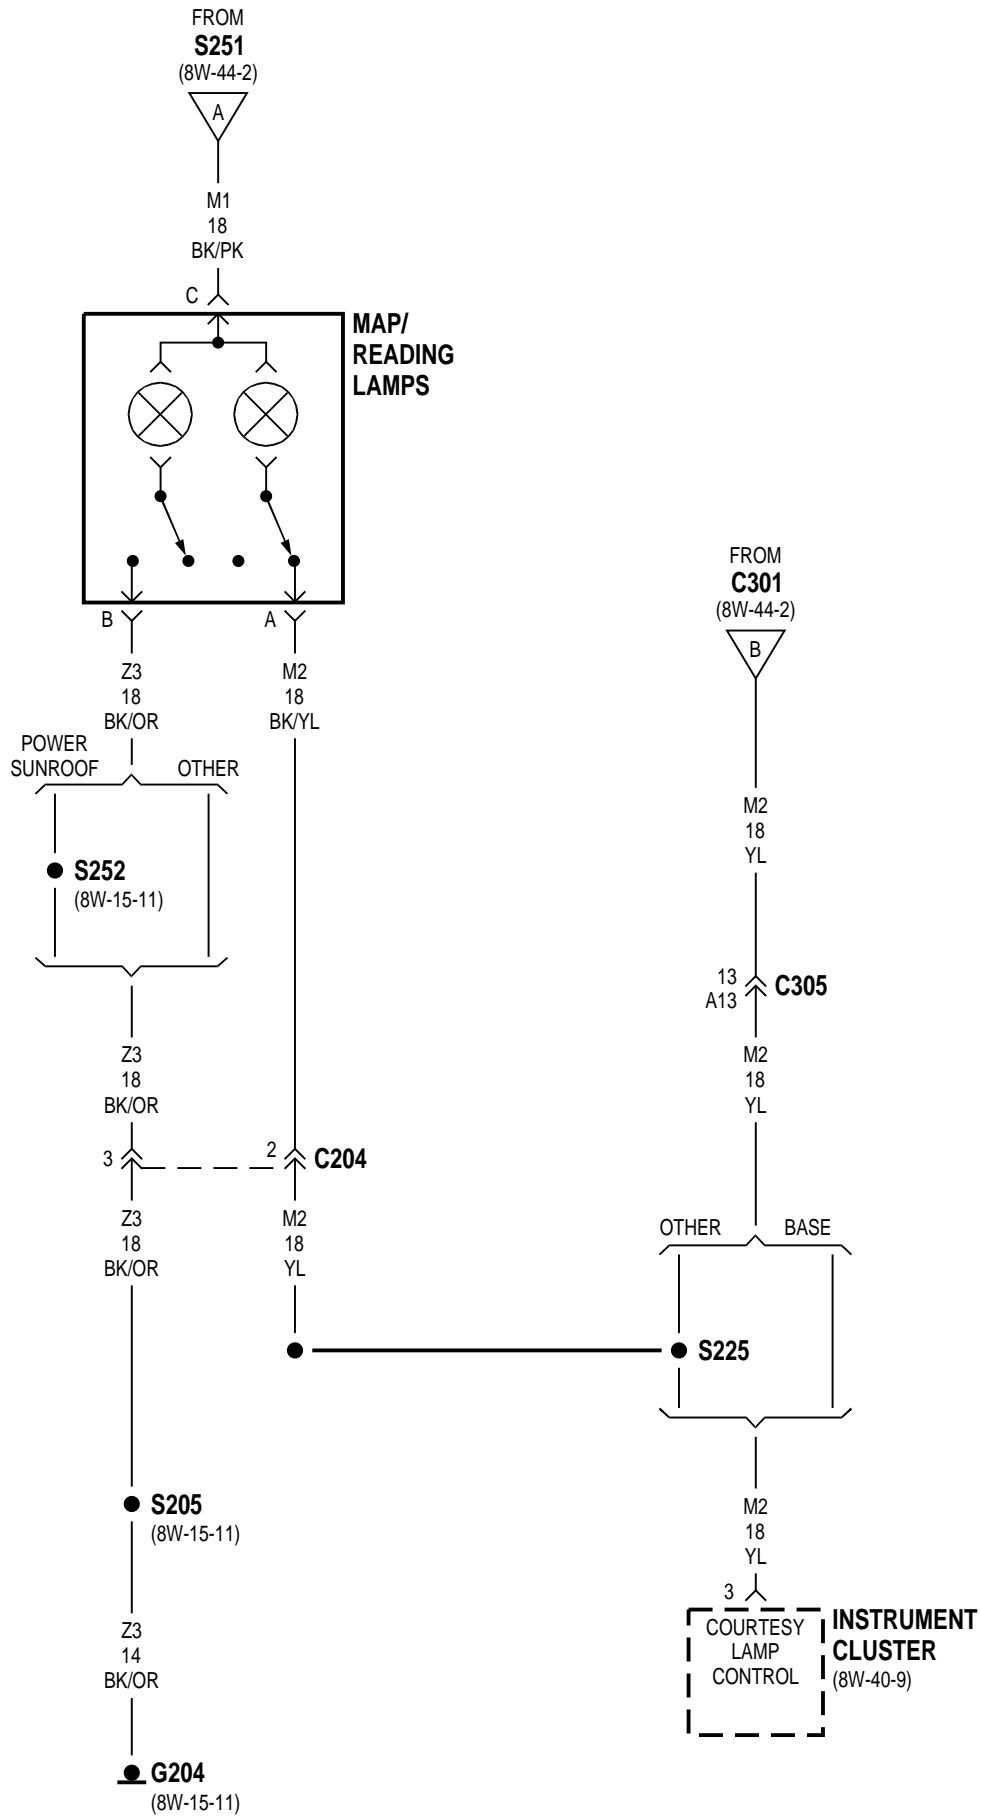 FROM
S251
(8W-44-2)
A
M1
18
BK/PK
C
MAP/
READING
LAMPS
B
A
Z3
18
BK/OR
M2
18
BK/YL
POWER
SUNROOF
OTHER
S252
(8W-15-11)
Z3
18
BK/OR
3
2
C204
Z3
18
BK/OR
M2
18
YL
S205
(8W-15-11)
Z3
14
BK/OR
G204
(8W-15-11)
FROM
C301
(8W-44-2)
B
M2
18
YL
13
A13
C305
M2
18
YL
OTHER
BASE
S225
M2
18
YL
3
COURTESY
LAMP
CONTROL
INSTRUMENT
CLUSTER
(8W-40-9)